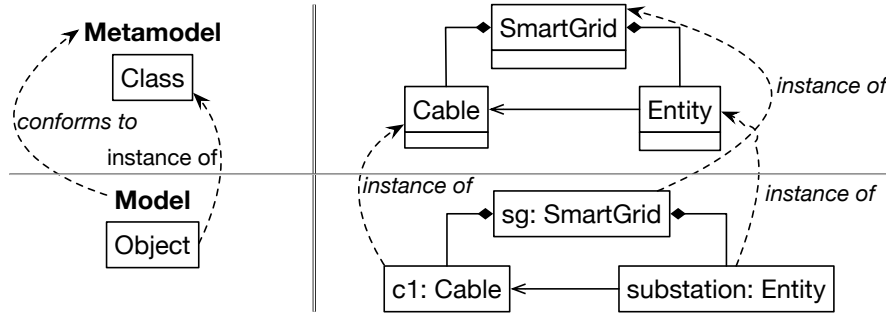 Metamodel
Class
conforms to
instance of
Model
Object
SmartGrid
instance of
Cable
Entity
instance of
instance of
sg: SmartGrid
c1: Cable
substation: Entity